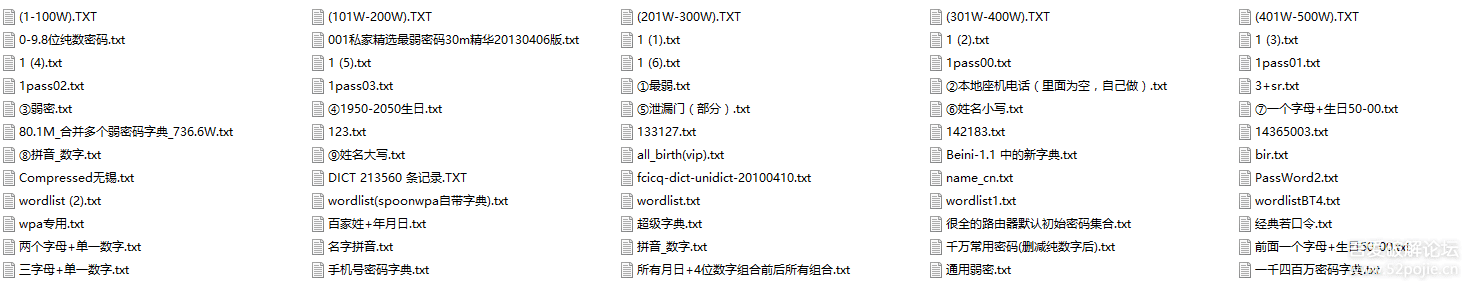 (1-100W).TXT (101W-200W).TXT (201W-300W).TXT (301W-400W).TXT (401W-500W).TXT
0-9.8位纯数密码.txt 001私家精选最弱密码30m精华20130406版.txt 1 (1).txt 1 (2).txt 1 (3).txt
1 (4).txt 1 (5).txt 1 (6).txt 1pass00.txt 1pass01.txt
1pass02.txt 1pass03.txt ①最弱.txt ②本地座机电话（里面为空，自己做）.txt 3+sr.txt
③弱密.txt ④1950-2050生日.txt ⑤泄漏门（部分）.txt ⑥姓名小写.txt ⑦一个字母+生日50-00.txt
80.1M_合并多个弱密码字典_736.6W.txt 123.txt 133127.txt 142183.txt 14365003.txt
⑧拼音_数字.txt ⑨姓名大写.txt all_birth(vip).txt Beini-1.1 中的新字典.txt bir.txt
Compressed无锡.txt DICT 213560 条记录.TXT fcicq-dict-unidict-20100410.txt name_cn.txt PassWord2.txt
wordlist (2).txt wordlist(spoonwpa自带字典).txt wordlist.txt wordlist1.txt wordlistBT4.txt
wpa专用.txt 百家姓+年月日.txt 超级字典.txt 很全的路由器默认初始密码集合.txt 经典若口令.txt
两个字母+单一数字.txt 名字拼音.txt 拼音_数字.txt 千万常用密码(删减纯数字后).txt 前面一个字母+生日50-00.txt
三字母+单一数字.txt 手机号密码字典.txt 所有月日+4位数字组合前后所有组合.txt 通用弱密.txt 一千四百万密码字典.txt
吾爱破解论坛
www.52pojie.cn